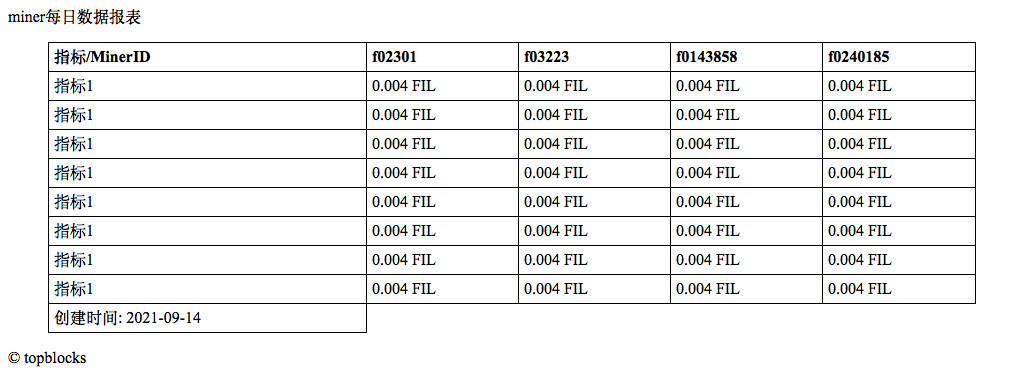 miner每日数据报表
指标/MinerID f02301 f03223 f0143858 f0240185
指标1 0.004 FIL 0.004 FIL 0.004 FIL 0.004 FIL
指标1 0.004 FIL 0.004 FIL 0.004 FIL 0.004 FIL
指标1 0.004 FIL 0.004 FIL 0.004 FIL 0.004 FIL
指标1 0.004 FIL 0.004 FIL 0.004 FIL 0.004 FIL
指标1 0.004 FIL 0.004 FIL 0.004 FIL 0.004 FIL
指标1 0.004 FIL 0.004 FIL 0.004 FIL 0.004 FIL
指标1 0.004 FIL 0.004 FIL 0.004 FIL 0.004 FIL
指标1 0.004 FIL 0.004 FIL 0.004 FIL 0.004 FIL
创建时间: 2021-09-14
© topblocks